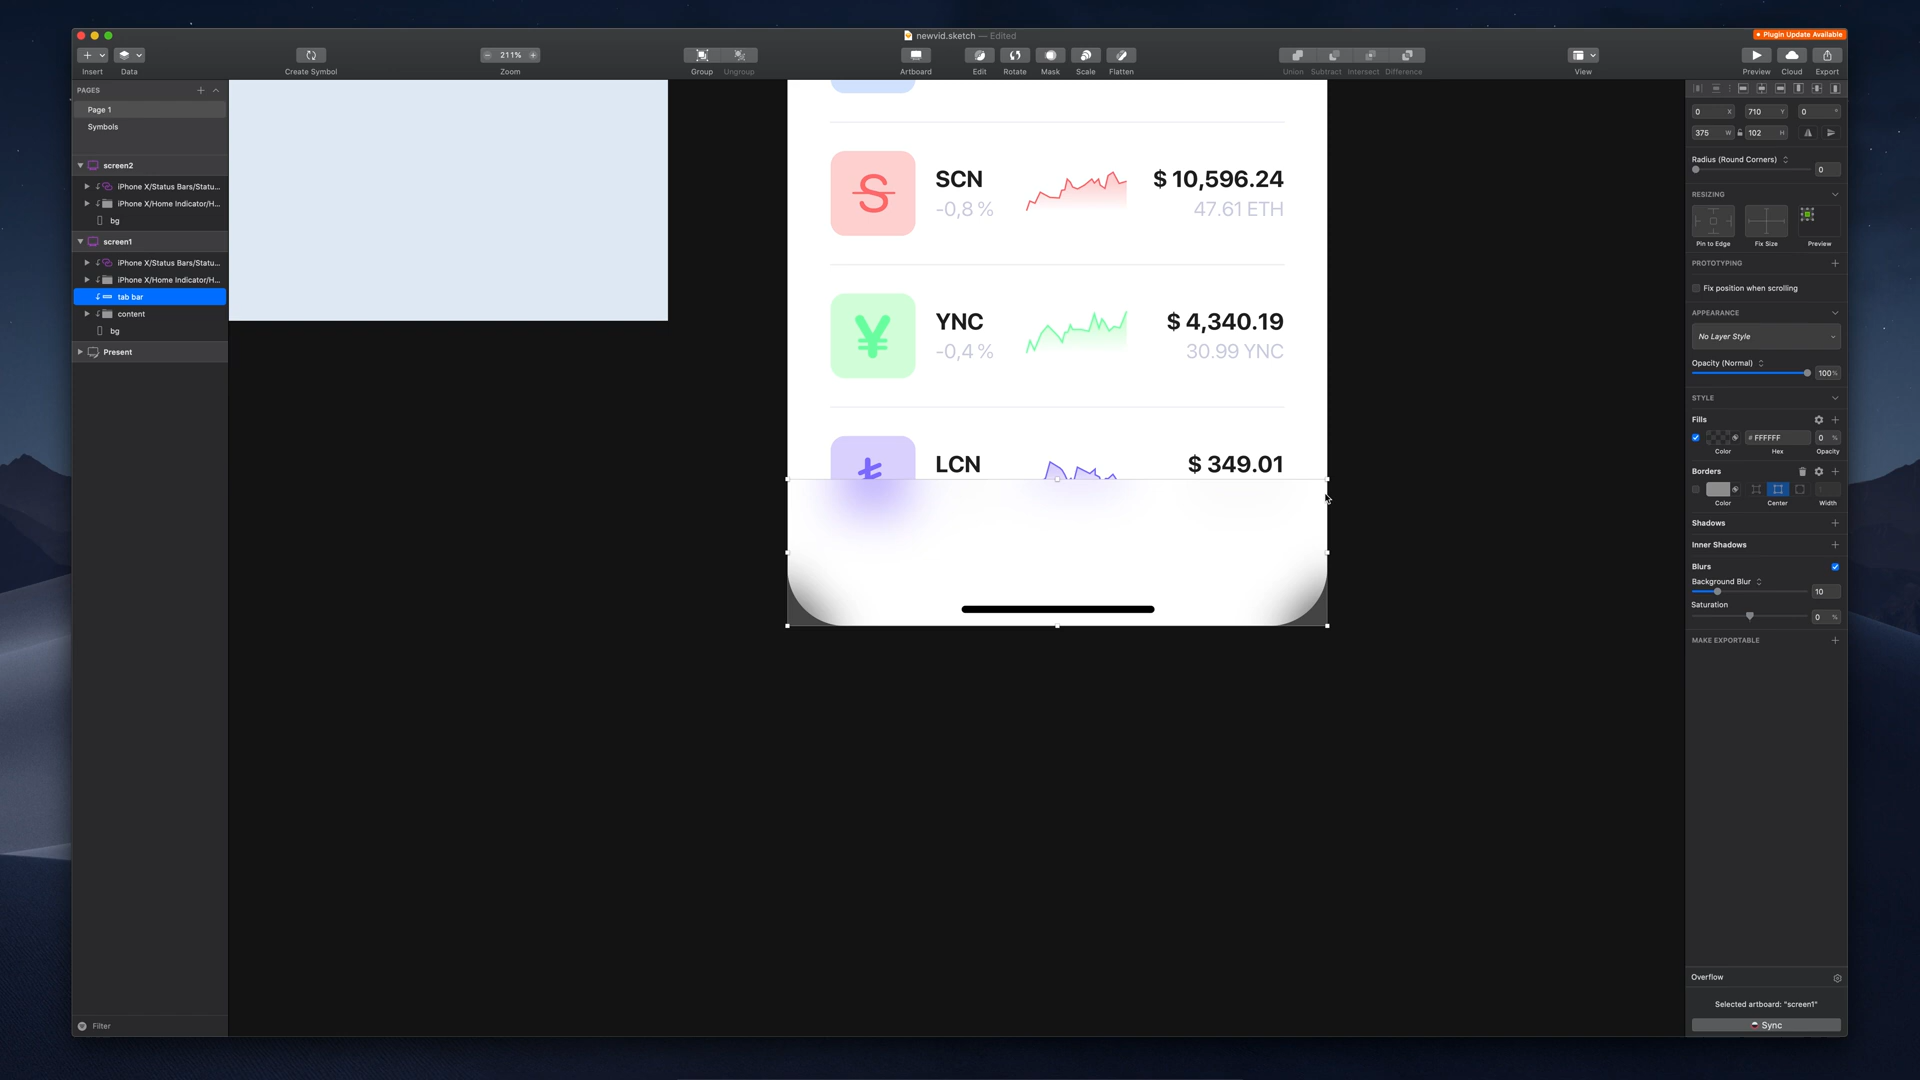 newvid.sketch — Edited
Plugin Update Available
211%
Insert
Data
Create Symbol
Zoom
Group
Ungroup
Artboard
Edit
Rotate
Mask
Scale
Flatten
Union
Subtract
Intersect
Difference
View
Preview
Cloud
Export
PAGES
Page 1
Symbols
screen2
iPhone X/Status Bars/Statu...
iPhone X/Home Indicator/H...
bg
screen1
iPhone X/Status Bars/Statu...
iPhone X/Home Indicator/H...
tab bar
content
bg
Present
Filter
SCN
-0,8 %
$ 10,596.24
47.61 ETH
YNC
-0,4 %
$ 4,340.19
30.99 YNC
LCN
$ 349.01
0 X 710 Y 0 °
375 W 102 H
Radius (Round Corners)
0
RESIZING
Pin to Edge
Fix Size
Preview
PROTOTYPING
Fix position when scrolling
APPEARANCE
No Layer Style
Opacity (Normal)
100%
STYLE
Fills
# FFFFFF 0 %
Color Hex Opacity
Borders
Color Center Width
Shadows
Inner Shadows
Blurs
Background Blur
10
Saturation
0 %
MAKE EXPORTABLE
Overflow
Selected artboard: "screen1"
Sync